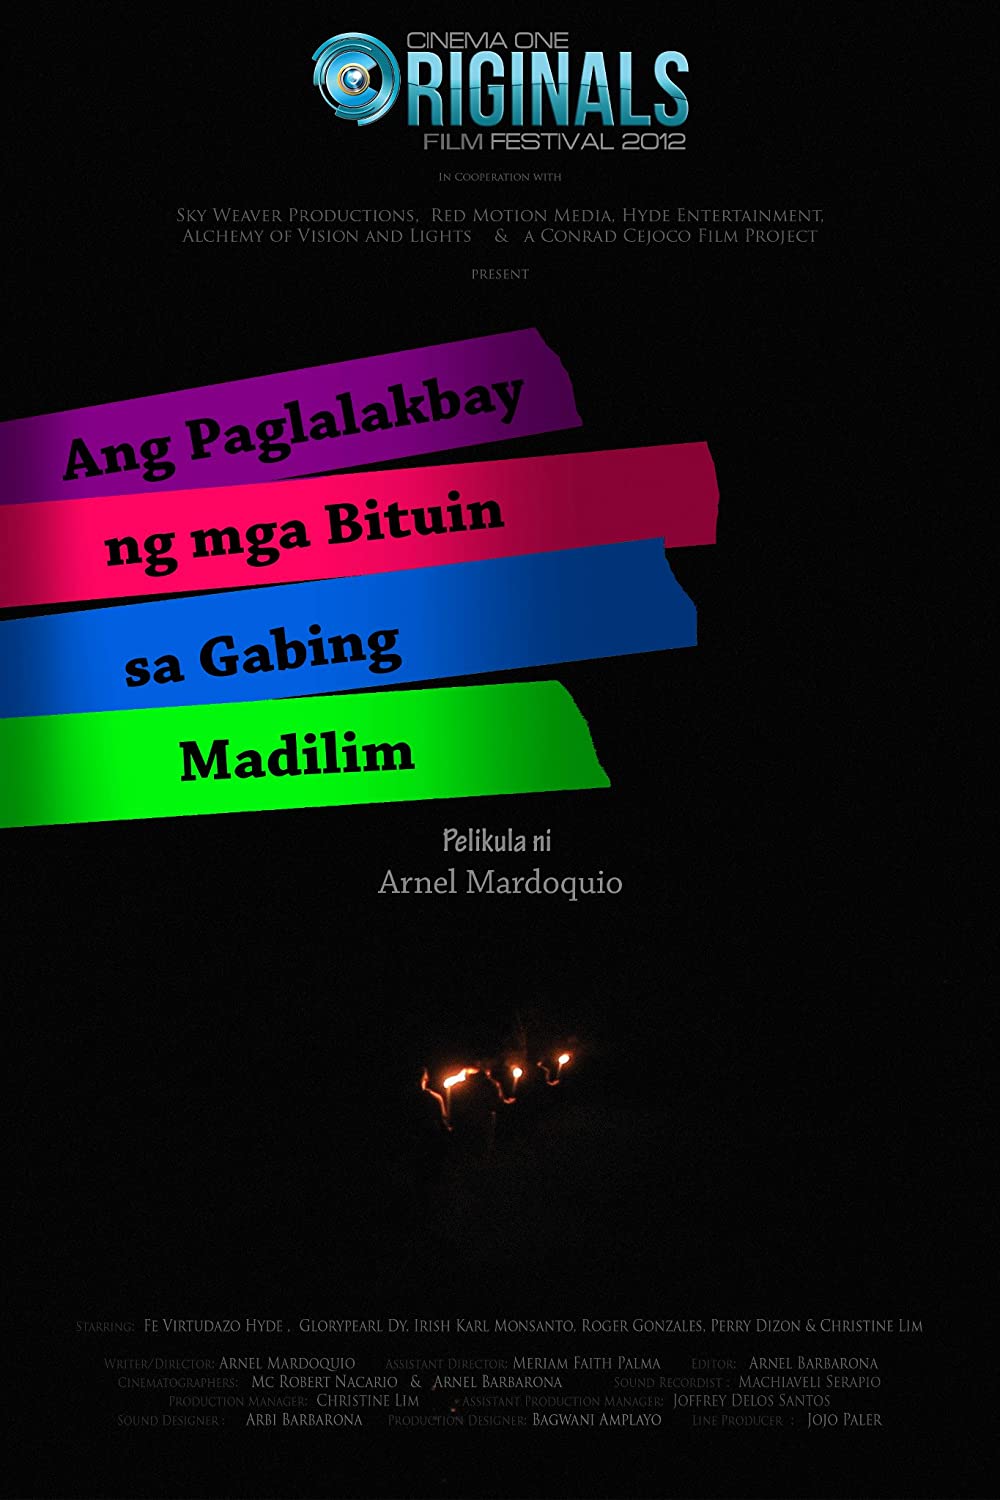 CINEMA ONE
ORIGINALS
FILM FESTIVAL 2012
In Cooperation with
Sky Weaver Productions, Red Motion Media, Hyde Entertainment,
Alchemy of Vision and Lights & a Conrad Cejoco Film Project
present
Ang Paglalakbay
ng mga Bituin
sa Gabing
Madilim
Pelikula ni
Arnel Mardoquio
Starring: Fe Virtudazo Hyde , Glorypearl Dy, Irish Karl Monsanto, Roger Gonzales, Perry Dizon & Christine Lim
Writer/Director: Arnel Mardoquio Assistant Director: Meriam Faith Palma Editor: Arnel Barbarona
Cinematographers: Mc Robert Nacario & Arnel Barbarona Sound Recordist : Machiaveli Serapio
Production Manager: Christine Lim Assistant Production Manager: Joffrey Delos Santos
Sound Designer : Arbi Barbarona Production Designer: Bagwani Amplayo Line Producer : Jojo Paler